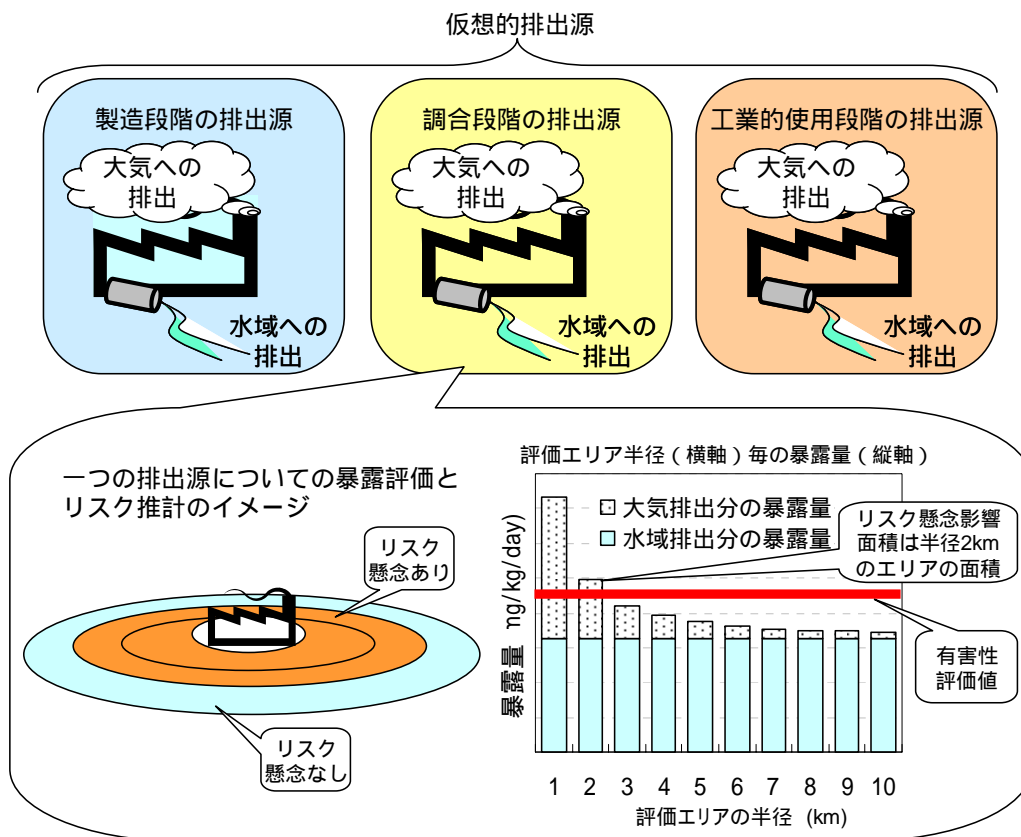 仮想的排出源
製造段階の排出源
大気への
排出
水域への
排出
調合段階の排出源
大気への
排出
水域への
排出
工業的使用段階の排出源
大気への
排出
水域への
排出
一つの排出源についての暴露評価と
リスク推計のイメージ
リスク
懸念あり
リスク
懸念なし
評価エリア半径（横軸）毎の暴露量（縦軸）
大気排出分の暴露量
水域排出分の暴露量
リスク懸念影響
面積は半径2km
のエリアの面積
有害性
評価値
暴露量 mg/kg/day)
1 2 3 4 5 6 7 8 9 10
評価エリアの半径 (km)